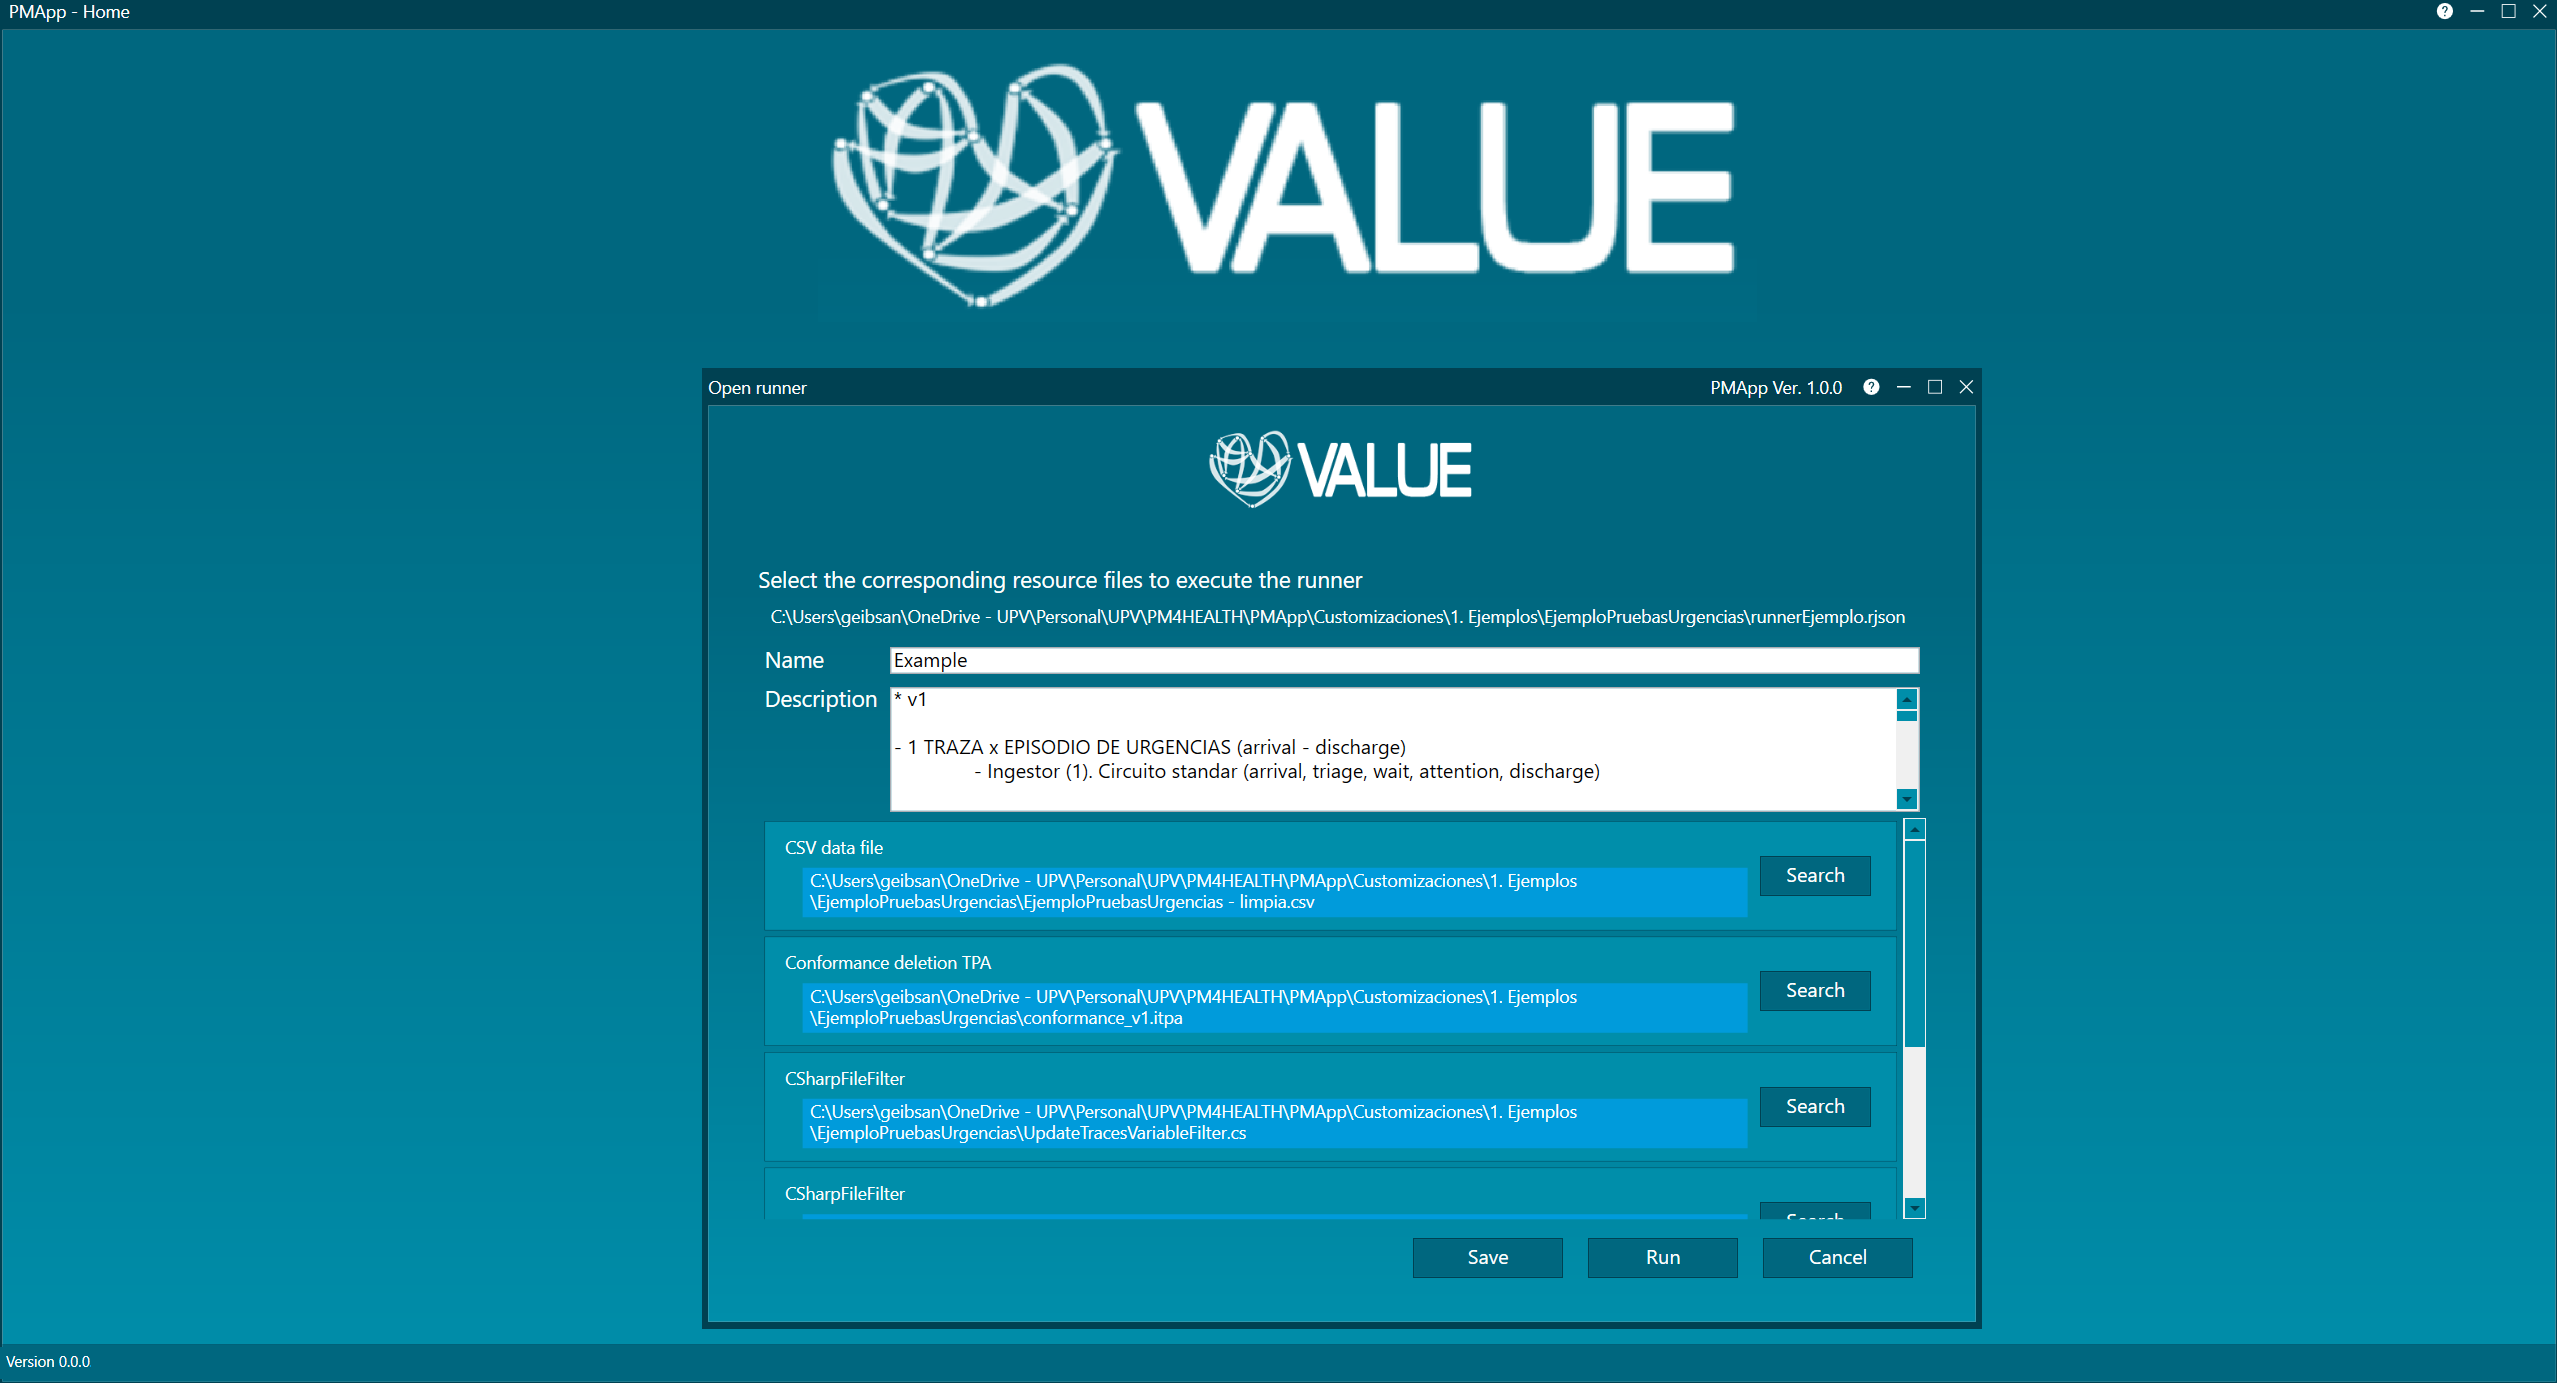 PMApp - Home
VALUE
Open runner
PMApp Ver. 1.0.0
VALUE
Select the corresponding resource files to execute the runner
C:\Users\geibsan\OneDrive - UPV\Personal\UPV\PM4HEALTH\PMApp\Customizaciones\1. Ejemplos\EjemploPruebasUrgencias\runnerEjemplo.rjson
Name
Example
Description
* v1
- 1 TRAZA x EPISODIO DE URGENCIAS (arrival - discharge)
- Ingestor (1). Circuito standar (arrival, triage, wait, attention, discharge)
CSV data file
C:\Users\geibsan\OneDrive - UPV\Personal\UPV\PM4HEALTH\PMApp\Customizaciones\1. Ejemplos
\EjemploPruebasUrgencias\EjemploPruebasUrgencias - limpia.csv
Search
Conformance deletion TPA
C:\Users\geibsan\OneDrive - UPV\Personal\UPV\PM4HEALTH\PMApp\Customizaciones\1. Ejemplos
\EjemploPruebasUrgencias\conformance_v1.itpa
Search
CSharpFileFilter
C:\Users\geibsan\OneDrive - UPV\Personal\UPV\PM4HEALTH\PMApp\Customizaciones\1. Ejemplos
\EjemploPruebasUrgencias\UpdateTracesVariableFilter.cs
Search
CSharpFileFilter
Search
Save
Run
Cancel
Version 0.0.0